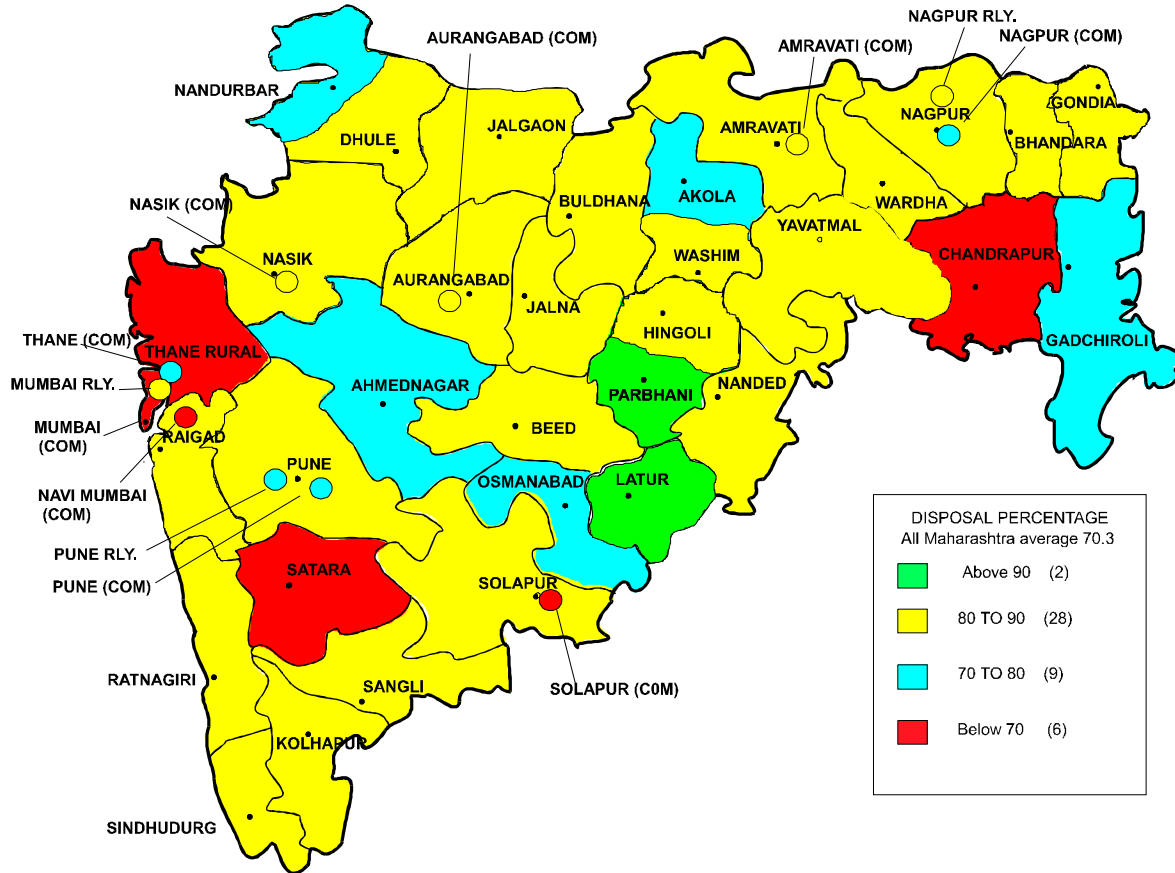 NAGPUR RLY.
NAGPUR (COM)
AURANGABAD (COM)
AMRAVATI (COM)
NANDURBAR
GONDIA
DHULE
JALGAON
AMRAVATI
NAGPUR
BHANDARA
NASIK (COM)
BULDHANA
AKOLA
WARDHA
YAVATMAL
NASIK
AURANGABAD
WASHIM
CHANDRAPUR
JALNA
HINGOLI
THANE (COM)
THANE RURAL
GADCHIROLI
MUMBAI RLY.
AHMEDNAGAR
PARBHANI
NANDED
MUMBAI
(COM)
RAIGAD
BEED
PUNE
OSMANABAD
LATUR
NAVI MUMBAI
(COM)
PUNE RLY.
PUNE (COM)
SATARA
SOLAPUR
RATNAGIRI
SANGLI
SOLAPUR (C0M)
KOLHAPUR
SINDHUDURG
DISPOSAL PERCENTAGE
All Maharashtra average 70.3
Above 90 (2)
80 TO 90 (28)
70 TO 80 (9)
Below 70 (6)